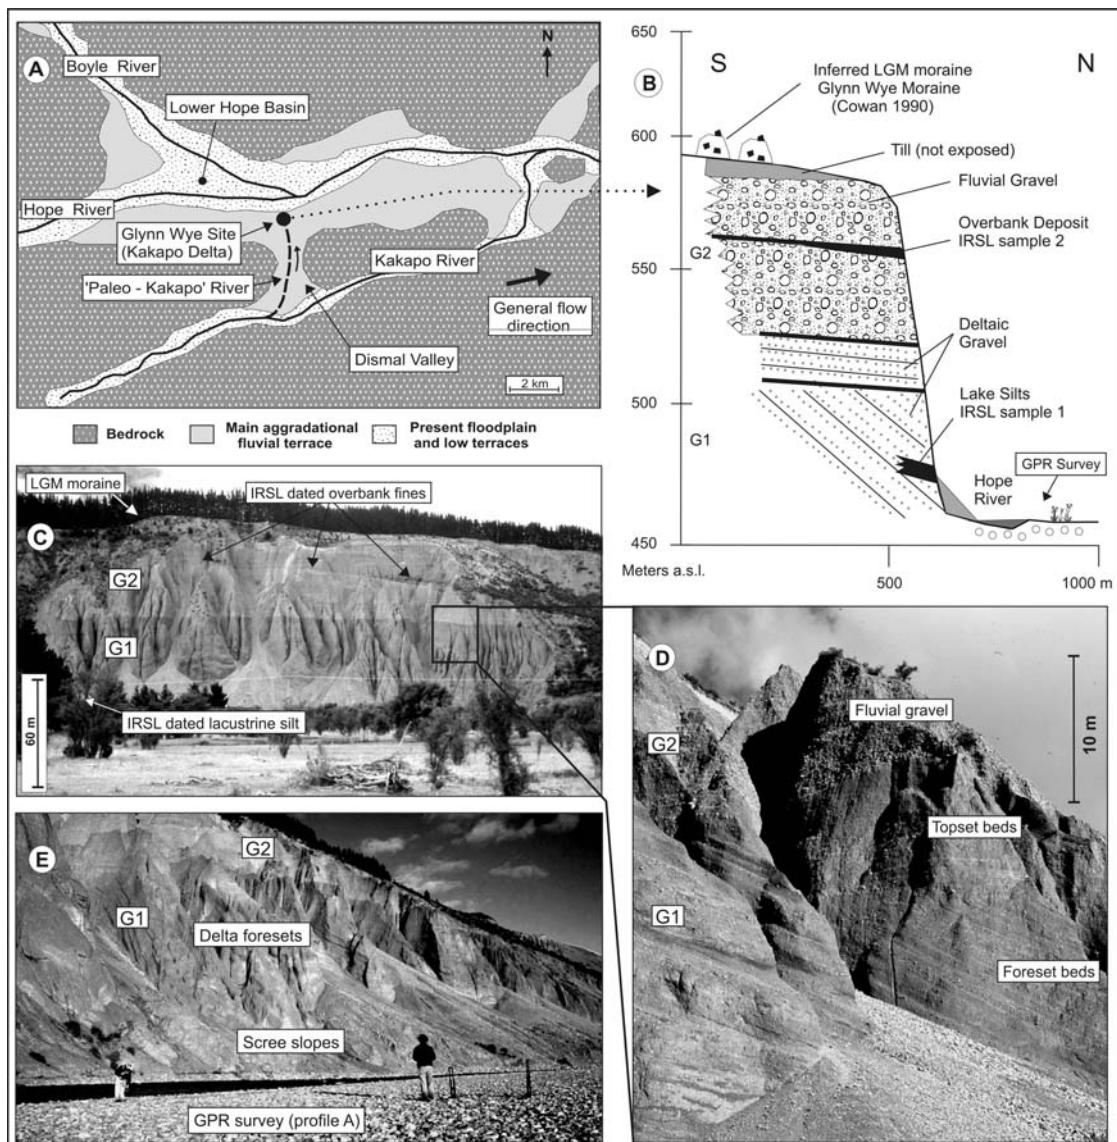 A
N
Boyle River
Lower Hope Basin
Hope River
Glynn Wye Site
(Kakapo Delta)
Kakapo River
'Paleo - Kakapo' River
General flow
direction
Dismal Valley
2 km
Bedrock
Main aggradational
fluvial terrace
Present floodplain
and low terraces
B
650
600
550
500
450
S
N
Inferred LGM moraine
Glynn Wye Moraine
(Cowan 1990)
Till (not exposed)
Fluvial Gravel
Overbank Deposit
IRSL sample 2
G2
Deltaic
Gravel
Lake Silts
IRSL sample 1
G1
Hope
River
GPR Survey
Meters a.s.l.
500
1000 m
LGM moraine
IRSL dated overbank fines
C
G2
G1
IRSL dated lacustrine silt
60 m
D
Fluvial gravel
G2
10 m
Topset beds
G1
Foreset beds
E
G2
G1
Delta foresets
Scree slopes
GPR survey (profile A)